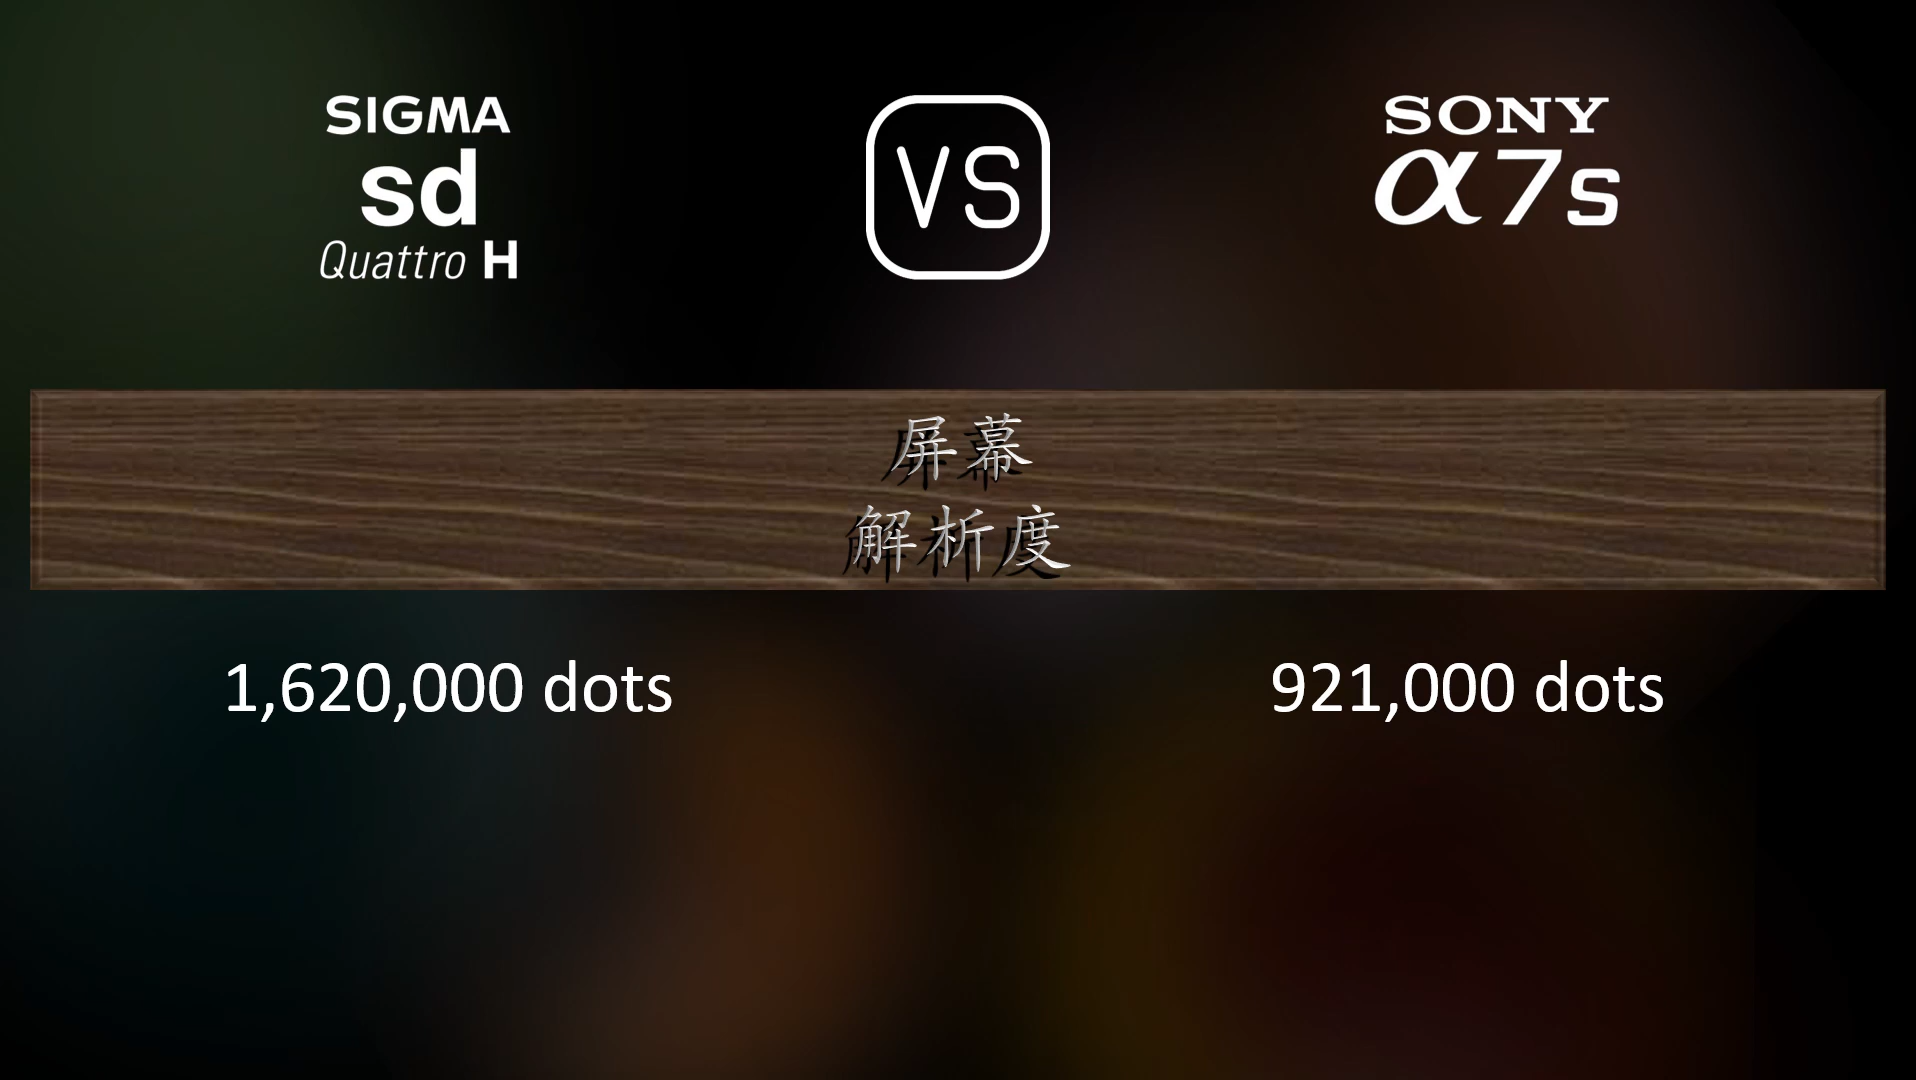 SIGMA
sd
Quattro H
VS
SONY
α7s
屏幕
解析度
1,620,000 dots
921,000 dots